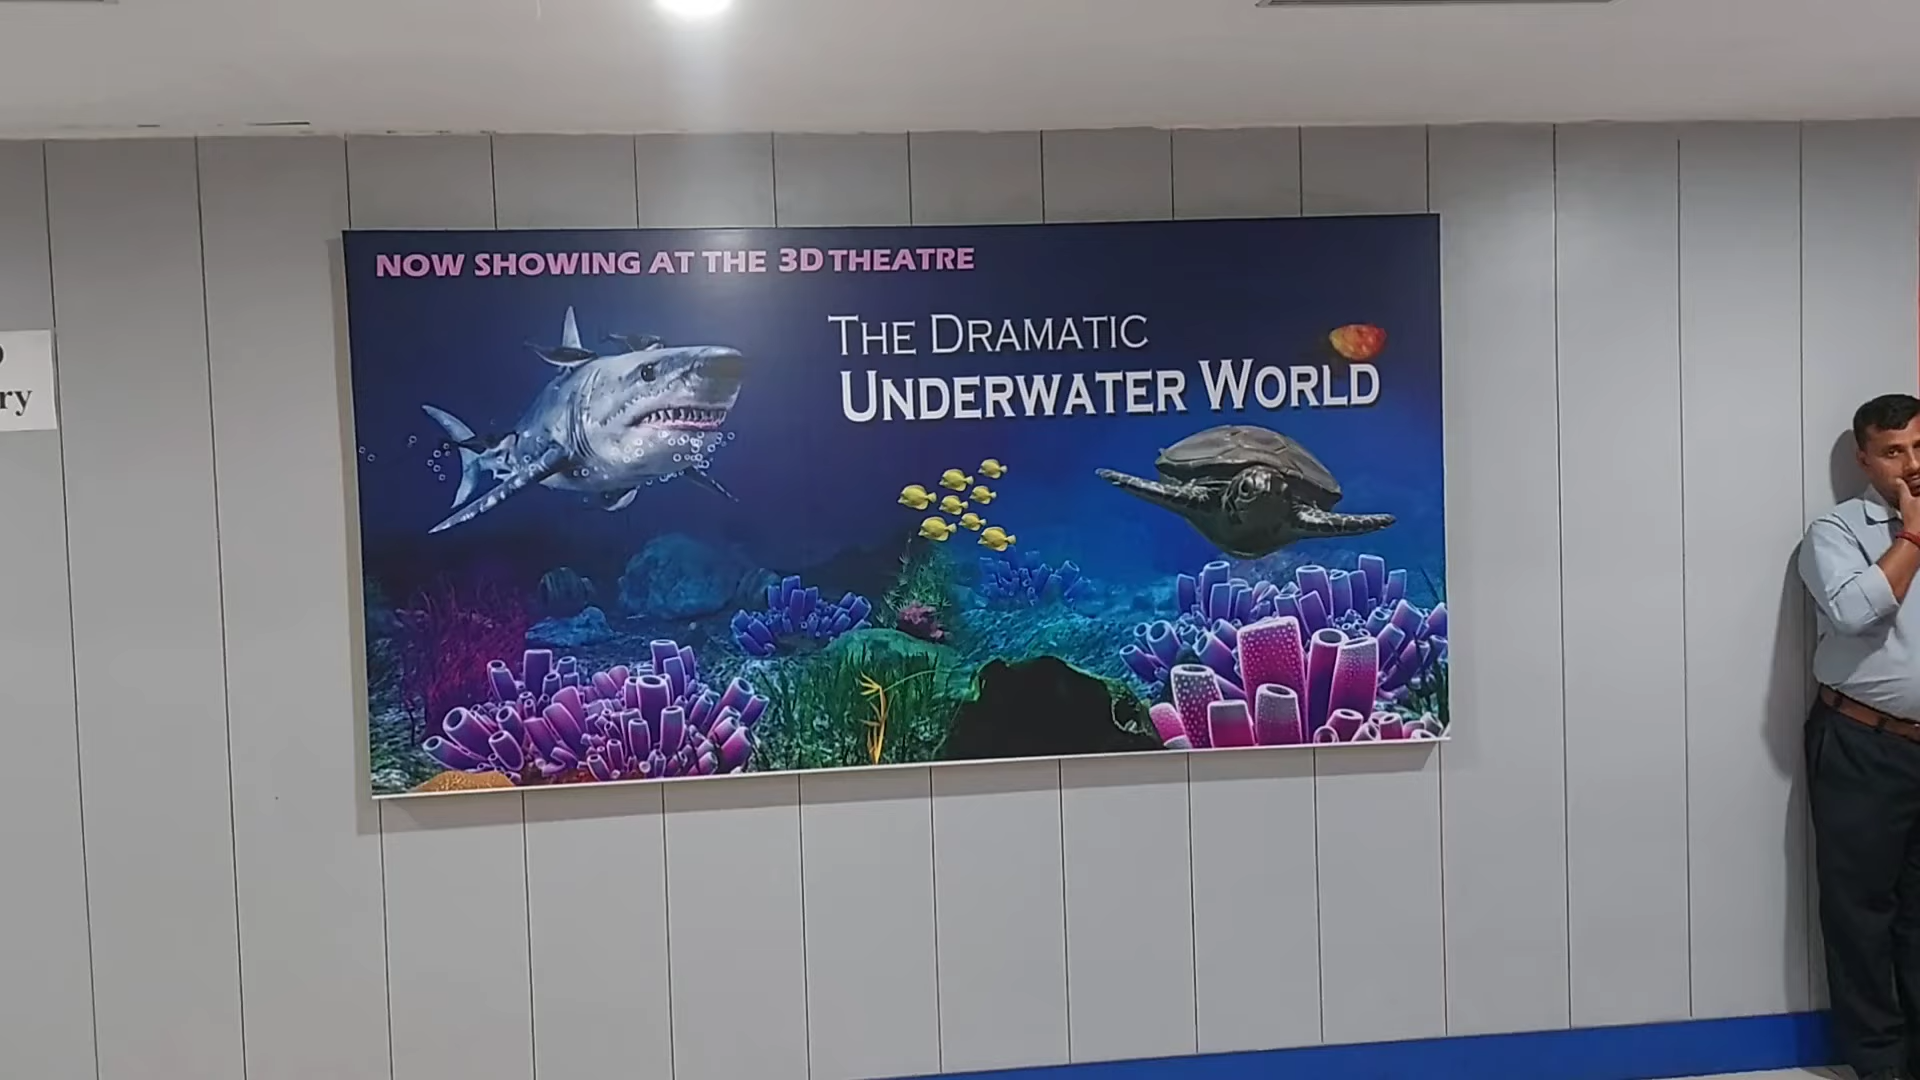 NOW SHOWING AT THE 3D THEATRE
THE DRAMATIC
UNDERWATER WORLD